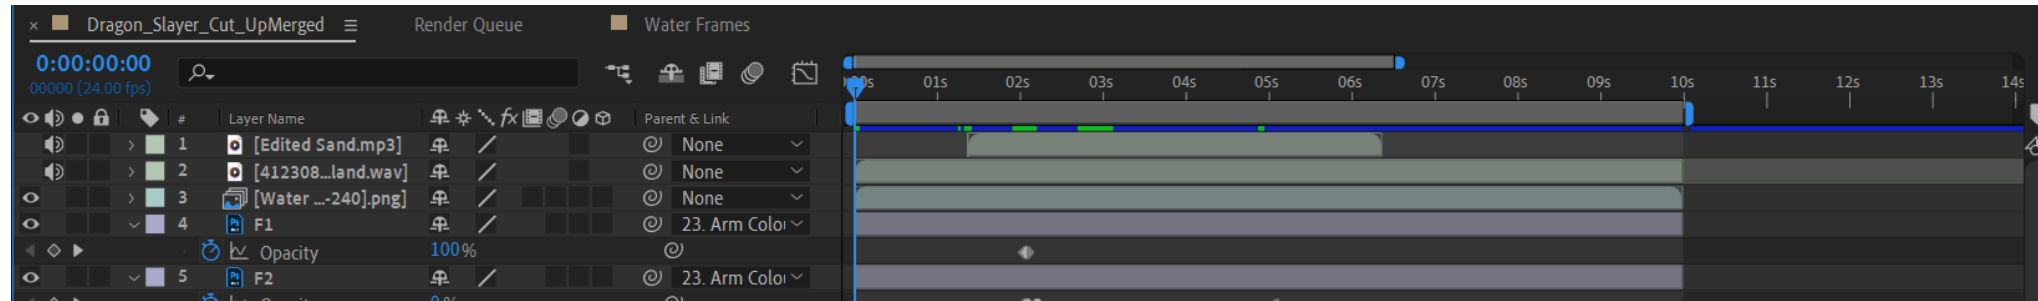 × Dragon_Slayer_Cut_UpMerged ≡ Render Queue Water Frames
0:00:00:00
00000 (24.00 fps)
01s 02s 03s 04s 05s 06s 07s 08s 09s 10s 11s 12s 13s 14s
# Layer Name fx Parent & Link
1 [Edited Sand.mp3] None
2 [412308...land.wav] None
3 [Water ...-240].png] None
4 Ps F1 23. Arm Colo
Opacity 100%
5 Ps F2 23. Arm Colo